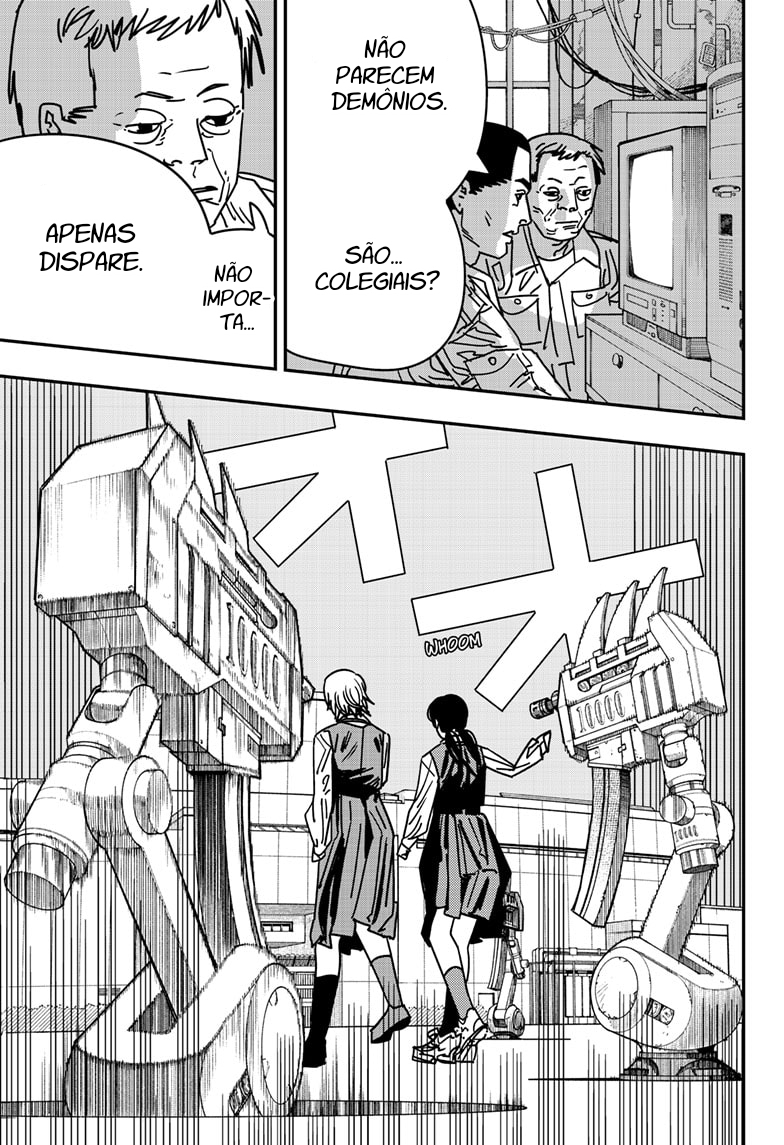 NÃO
PARECEM
DEMÔNIOS.
SÃO...
COLEGIAIS?
NÃO
IMPOR-
TA...
APENAS
DISPARE.
WHOOM
10000
10000